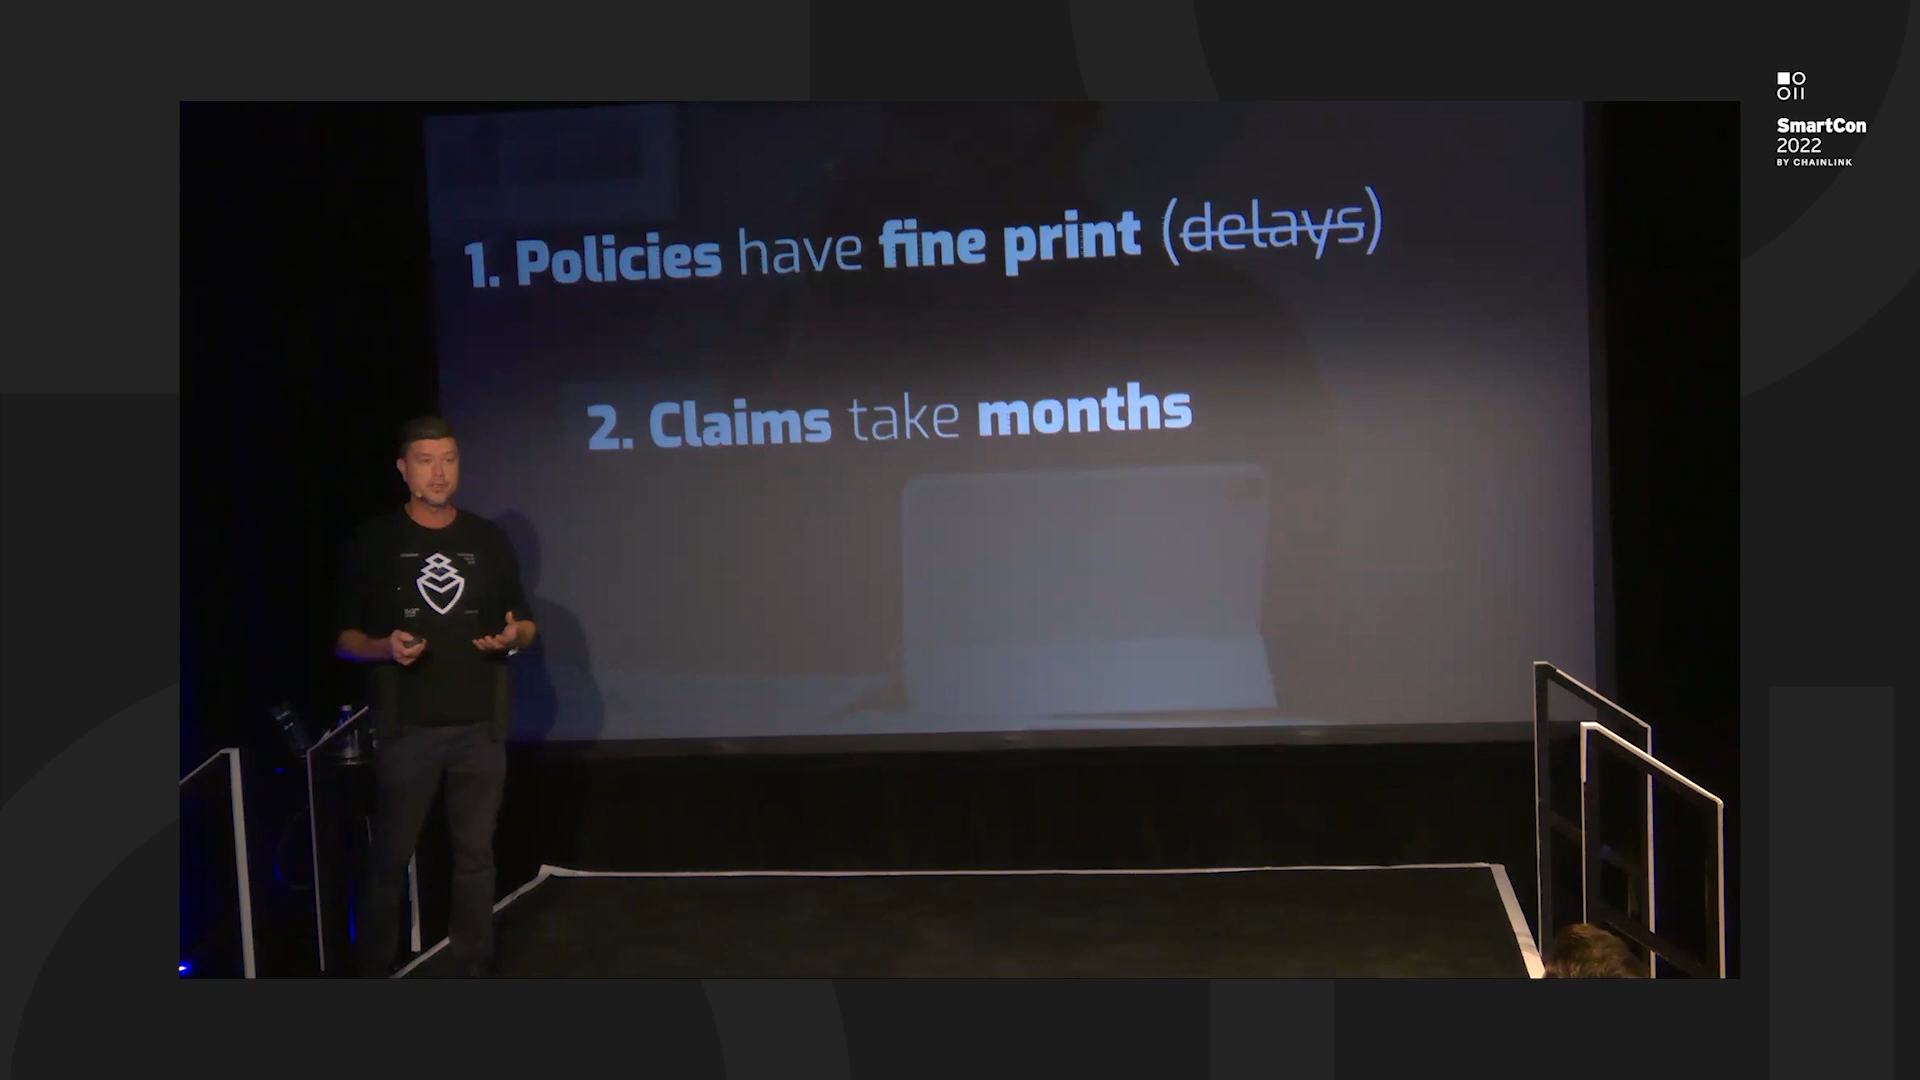 SmartCon
2022
BY CHAINLINK
1. Policies have fine print (delays)
2. Claims take months